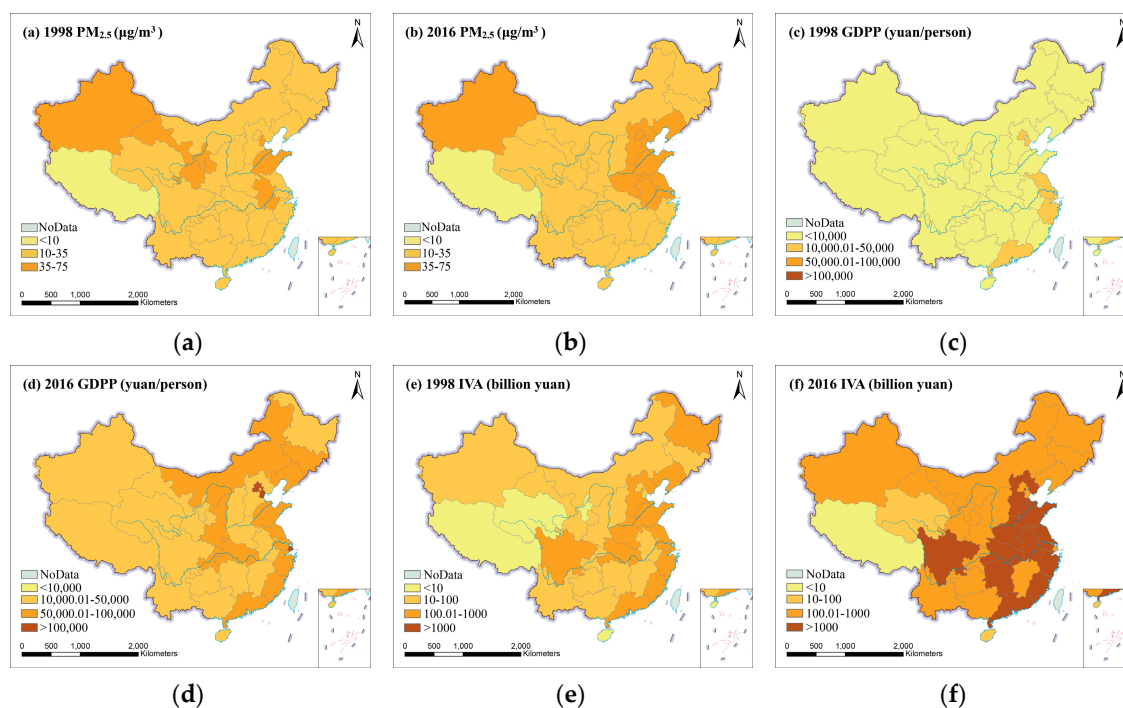 (a) 1998 PM2.5 (μg/m3)
N
NoData
<10
10-35
35-75
0 500 1,000 2,000
Kilometers
(a)
(b) 2016 PM2.5 (μg/m3)
N
NoData
<10
10-35
35-75
0 500 1,000 2,000
Kilometers
(b)
(c) 1998 GDPP (yuan/person)
N
NoData
<10,000
10,000.01-50,000
50,000.01-100,000
>100,000
0 500 1,000 2,000
Kilometers
(c)
(d) 2016 GDPP (yuan/person)
N
NoData
<10,000
10,000.01-50,000
50,000.01-100,000
>100,000
0 500 1,000 2,000
Kilometers
(d)
(e) 1998 IVA (billion yuan)
N
NoData
<10
10-100
100.01-1000
>1000
0 500 1,000 2,000
Kilometers
(e)
(f) 2016 IVA (billion yuan)
N
NoData
<10
10-100
100.01-1000
>1000
0 500 1,000 2,000
Kilometers
(f)